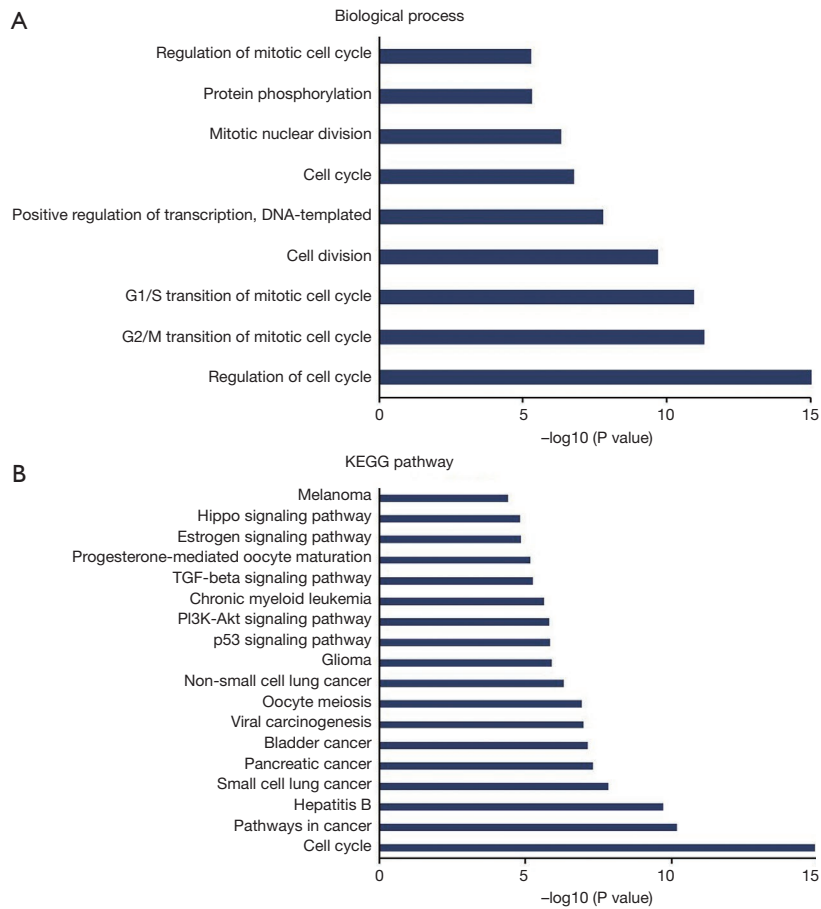 A
Biological process
Regulation of mitotic cell cycle
Protein phosphorylation
Mitotic nuclear division
Cell cycle
Positive regulation of transcription, DNA-templated
Cell division
G1/S transition of mitotic cell cycle
G2/M transition of mitotic cell cycle
Regulation of cell cycle
0 5 10 15
–log10 (P value)
B
KEGG pathway
Melanoma
Hippo signaling pathway
Estrogen signaling pathway
Progesterone-mediated oocyte maturation
TGF-beta signaling pathway
Chronic myeloid leukemia
PI3K-Akt signaling pathway
p53 signaling pathway
Glioma
Non-small cell lung cancer
Oocyte meiosis
Viral carcinogenesis
Bladder cancer
Pancreatic cancer
Small cell lung cancer
Hepatitis B
Pathways in cancer
Cell cycle
0 5 10 15
–log10 (P value)